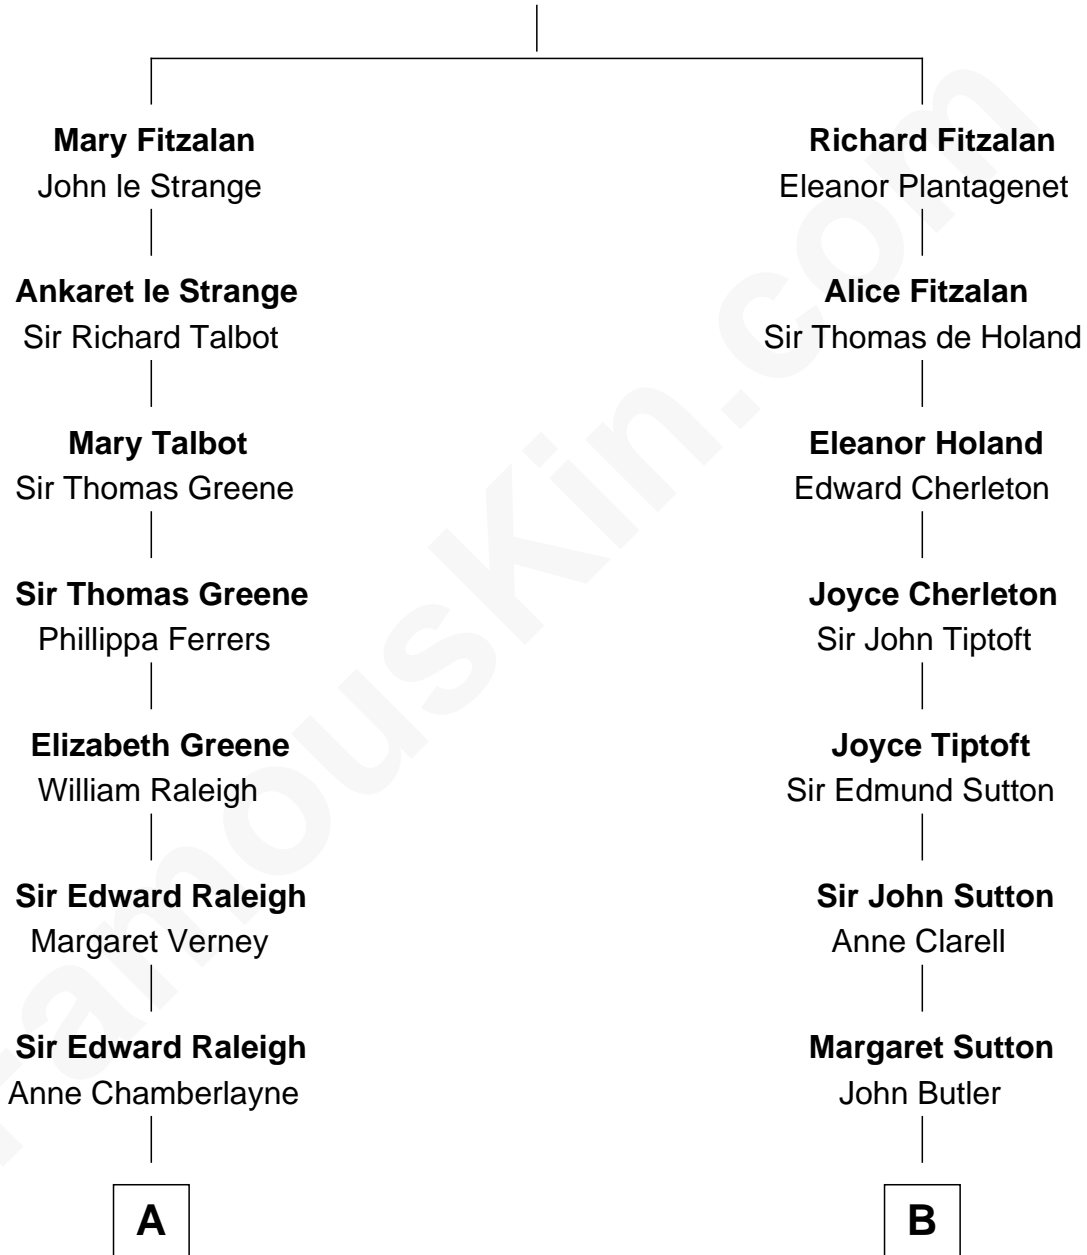 Mary Fitzalan
John le Strange
Ankaret le Strange
Sir Richard Talbot
Mary Talbot
Sir Thomas Greene
Sir Thomas Greene
Phillippa Ferrers
Elizabeth Greene
William Raleigh
Sir Edward Raleigh
Margaret Verney
Sir Edward Raleigh
Anne Chamberlayne
A
Richard Fitzalan
Eleanor Plantagenet
Alice Fitzalan
Sir Thomas de Holand
Eleanor Holand
Edward Cherleton
Joyce Cherleton
Sir John Tiptoft
Joyce Tiptoft
Sir Edmund Sutton
Sir John Sutton
Anne Clarell
Margaret Sutton
John Butler
B
FamousKin.com